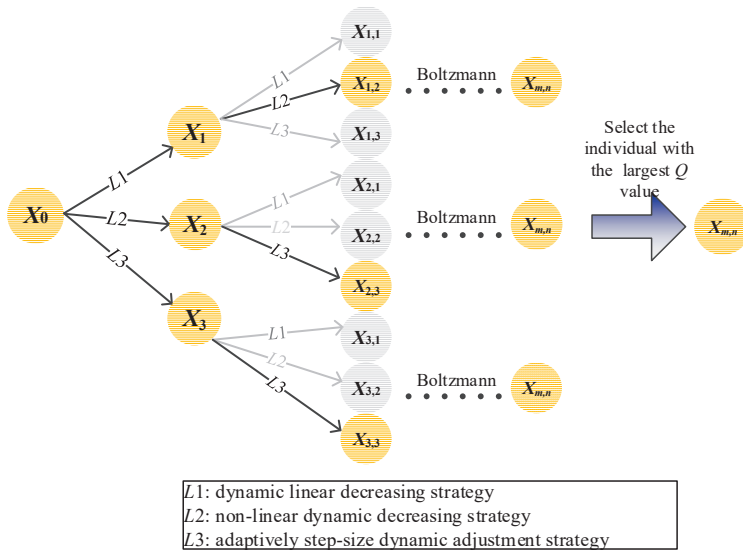 X1,1
L1
X1,2
L2
Boltzmann
Xm,n
X1
L3
X1,3
Select the
individual with
the largest Q
value
L1
X2,1
L1
X0
L2
X2
L2
X2,2
Boltzmann
Xm,n
Xm,n
L3
L3
X2,3
X3
L1
X3,1
L2
X3,2
Boltzmann
Xm,n
L3
X3,3
L1: dynamic linear decreasing strategy
L2: non-linear dynamic decreasing strategy
L3: adaptively step-size dynamic adjustment strategy